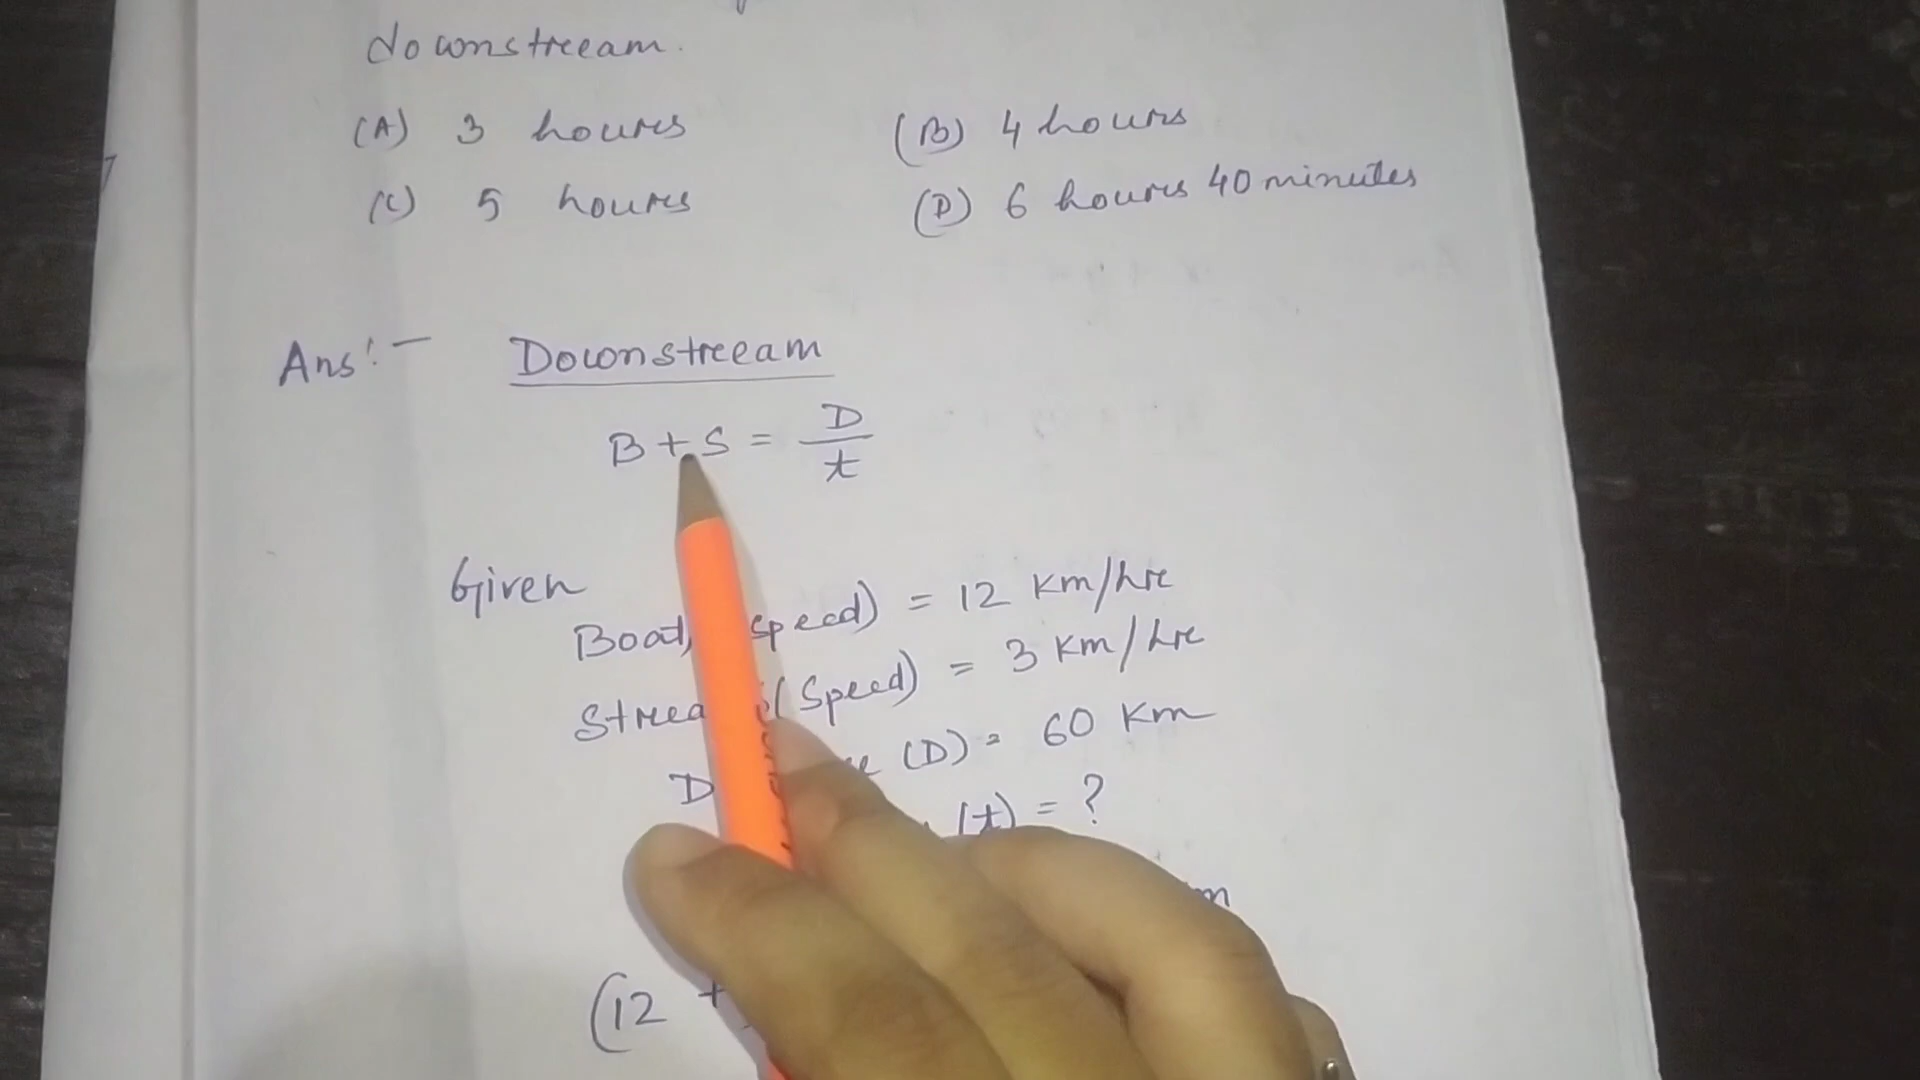 downstream.
(A) 3 hours (B) 4 hours
(C) 5 hours (D) 6 hours 40 minutes
Ans:- Downstream
B+S = D/t
Given
Boat speed) = 12 km/hr
(Speed) = 3 km/hr
(D) = 60 km
(t) = ?
(12 +